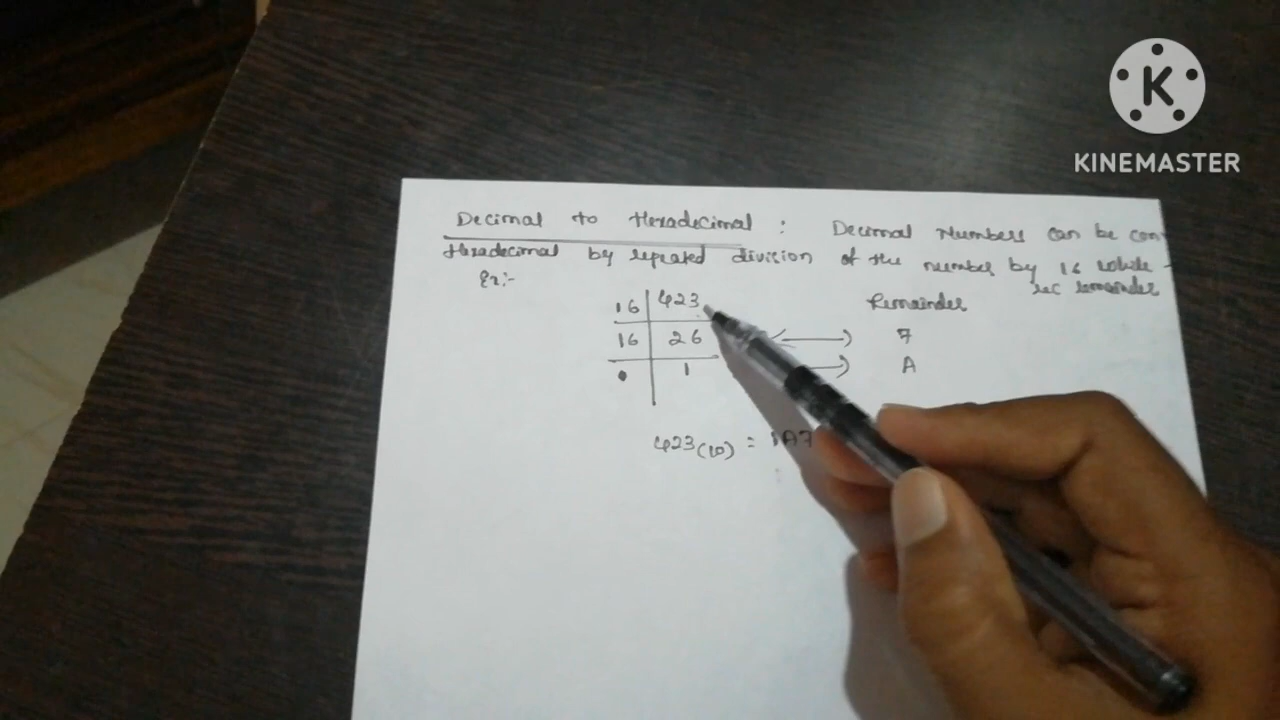 KINEMASTER
Decimal to Hexadecimal : Decimal Numbers can be con
Hexadecimal by repeated division of the number by 16 while
remainder
Ex:-
16 423 Remainder
16 26 7
1 A
423(10) = 1A7